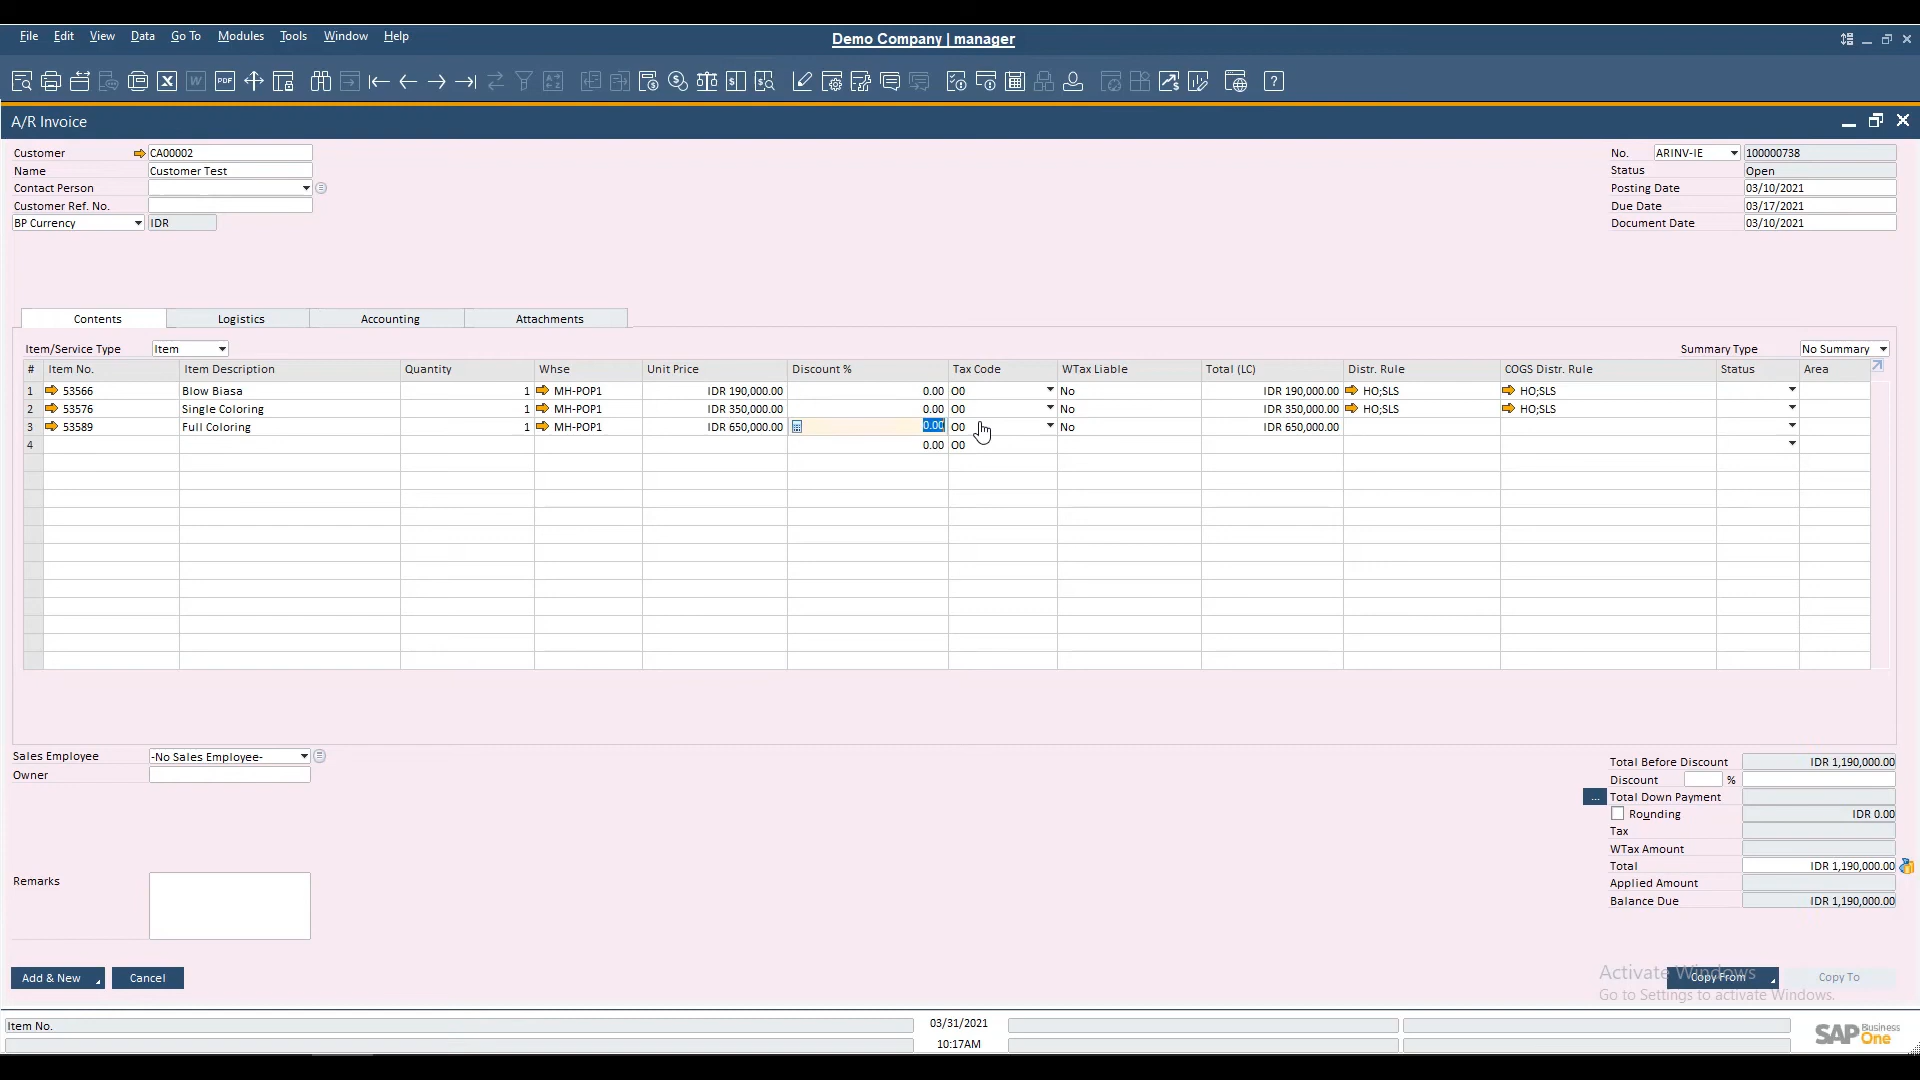 File Edit View Data Go To Modules Tools Window Help
Demo Company | manager
A/R Invoice
Customer CA00002 No. ARINV-IE 100000738
Name Customer Test Status Open
Contact Person Posting Date 03/10/2021
Customer Ref. No. Due Date 03/17/2021
BP Currency IDR Document Date 03/10/2021
Contents Logistics Accounting Attachments
Item/Service Type Item Summary Type No Summary
# Item No. Item Description Quantity Whse Unit Price Discount % Tax Code WTax Liable Total (LC) Distr. Rule COGS Distr. Rule Status Area
1 53566 Blow Biasa 1 MH-POP1 IDR 190,000.00 0.00 O0 No IDR 190,000.00 HO;SLS HO;SLS
2 53576 Single Coloring 1 MH-POP1 IDR 350,000.00 0.00 O0 No IDR 350,000.00 HO;SLS HO;SLS
3 53589 Full Coloring 1 MH-POP1 IDR 650,000.00 0.00 O0 No IDR 650,000.00
4 0.00 O0
Sales Employee -No Sales Employee- Total Before Discount IDR 1,190,000.00
Owner Discount %
... Total Down Payment
Rounding IDR 0.00
Tax
WTax Amount
Total IDR 1,190,000.00
Remarks Applied Amount
Balance Due IDR 1,190,000.00
Add & New Cancel Copy From Copy To
Activate Windows
Go to Settings to activate Windows.
Item No. 03/31/2021
10:17AM
SAP Business One